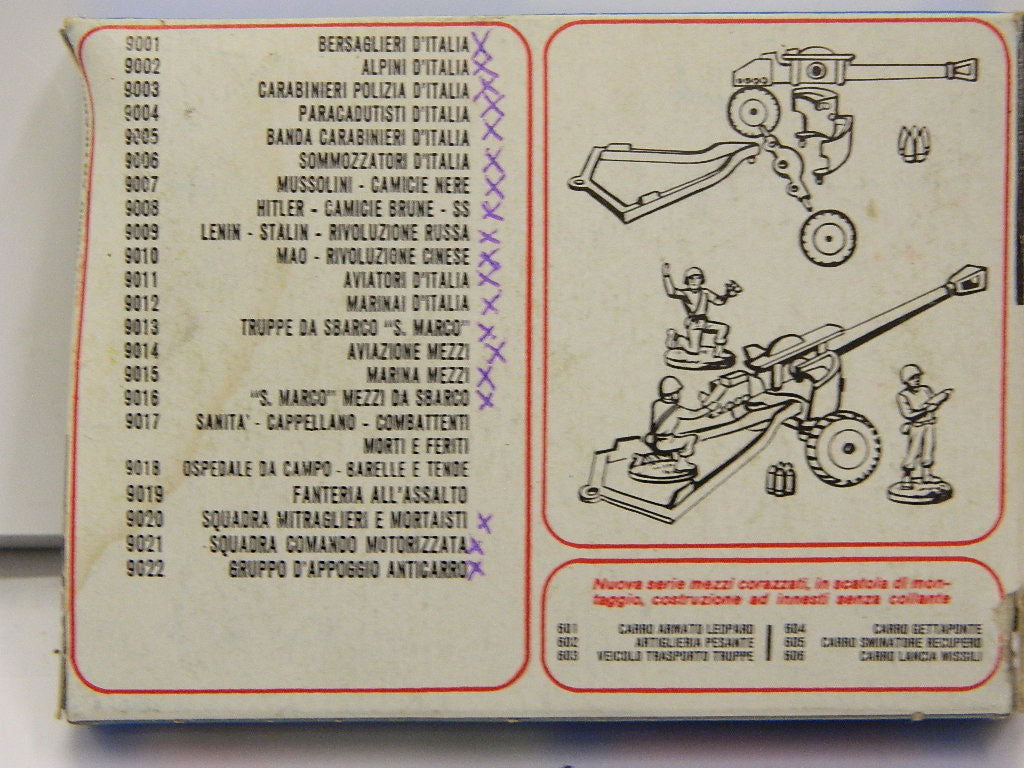 9001 BERSAGLIERI D'ITALIA X
9002 ALPINI D'ITALIA X
9003 CARABINIERI POLIZIA D'ITALIA X
9004 PARACADUTISTI D'ITALIA X
9005 BANDA CARABINIERI D'ITALIA X
9006 SOMMOZZATORI D'ITALIA X
9007 MUSSOLINI - CAMICIE NERE X
9008 HITLER - CAMICIE BRUNE - SS X
9009 LENIN - STALIN - RIVOLUZIONE RUSSA X
9010 MAO - RIVOLUZIONE CINESE X
9011 AVIATORI D'ITALIA X
9012 MARINAI D'ITALIA X
9013 TRUPPE DA SBARCO "S. MARCO" X
9014 AVIAZIONE MEZZI X
9015 MARINA MEZZI X
9016 "S. MARCO" MEZZI DA SBARCO X
9017 SANITA' - CAPPELLANO - COMBATTENTI
MORTI E FERITI
9018 OSPEDALE DA CAMPO - BARELLE E TENDE
9019 FANTERIA ALL'ASSALTO
9020 SQUADRA MITRAGLIERI E MORTAISTI X
9021 SQUADRA COMANDO MOTORIZZATA X
9022 GRUPPO D'APPOGGIO ANTICARRO X
Nuova serie mezzi corazzati, in scatola di mon-
taggio, costruzione ad innesti senza collante
601 CARRO ARMATO LEOPARD
602 ARTIGLIERIA PESANTE
603 VEICOLO TRASPORTO TRUPPE
604 CARRO GETTAPONTE
605 CARRO SMINATORE RECUPERO
606 CARRO LANCIA MISSILI